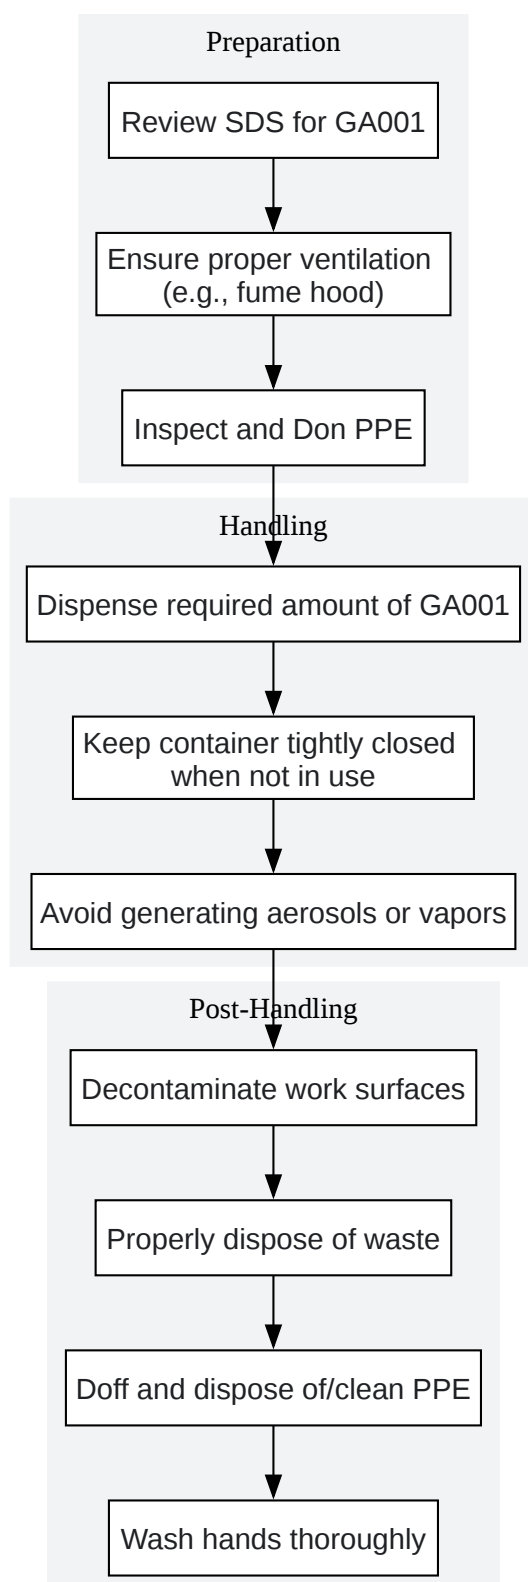 Preparation
Review SDS for GA001
Ensure proper ventilation
(e.g., fume hood)
Inspect and Don PPE
Handling
Dispense required amount of GA001
Keep container tightly closed
when not in use
Avoid generating aerosols or vapors
Post-Handling
Decontaminate work surfaces
Properly dispose of waste
Doff and dispose of/clean PPE
Wash hands thoroughly